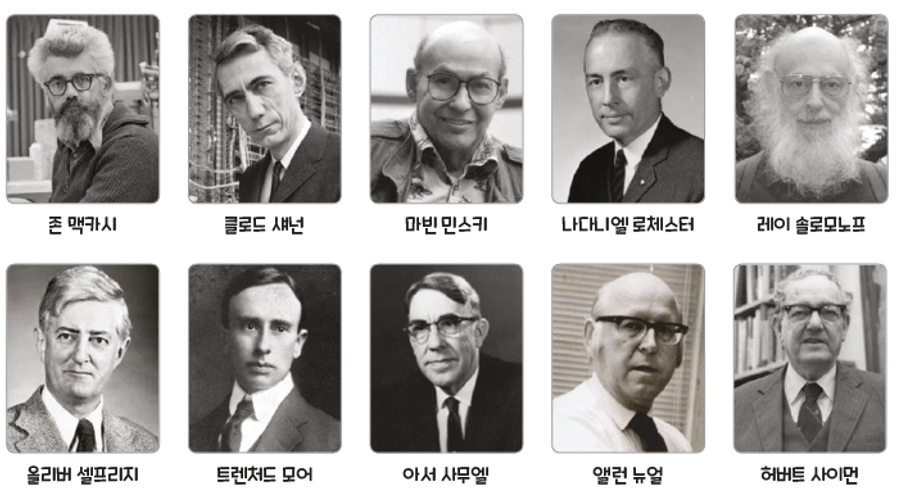 존 맥카시
클로드 섀넌
마빈 민스키
나다니엘 로체스터
레이 솔로모노프
올리버 셀프리지
트렌처드 모어
아서 사무엘
앨런 뉴얼
허버트 사이먼